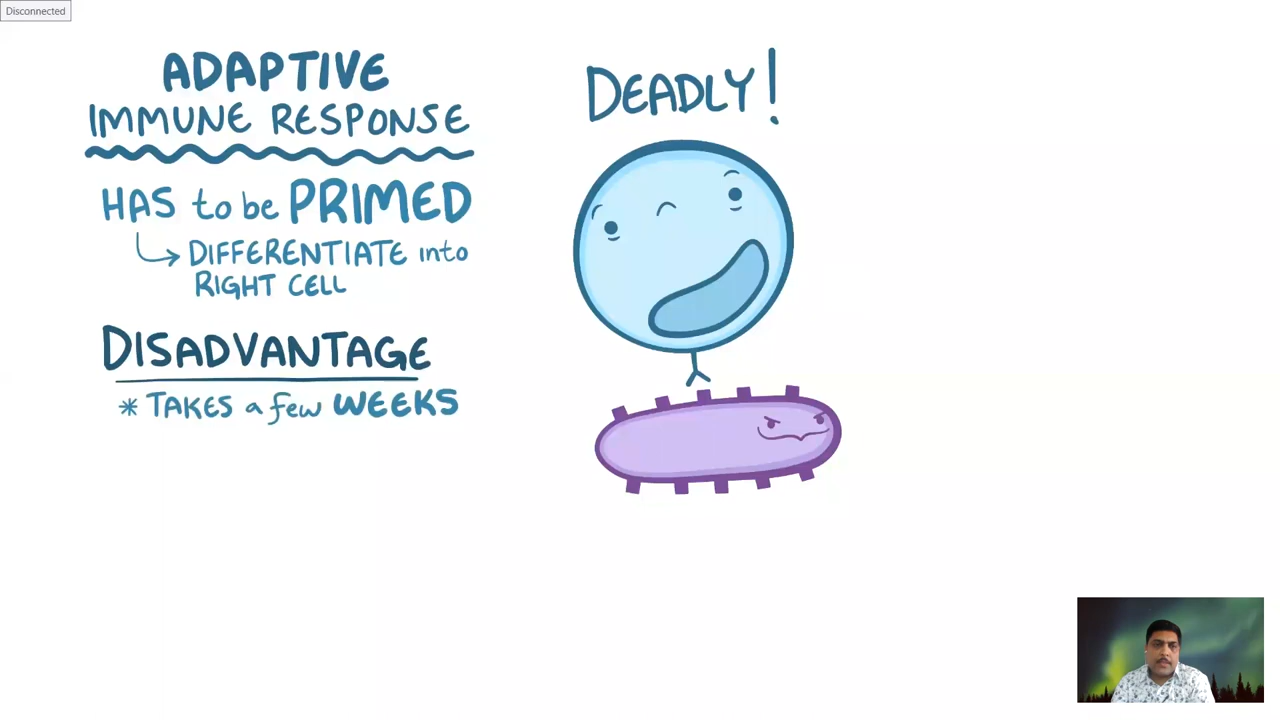 Disconnected
ADAPTIVE
IMMUNE RESPONSE
HAS to be PRIMED
DIFFERENTIATE into
RIGHT CELL
DISADVANTAGE
* TAKES a few WEEKS
DEADLY!